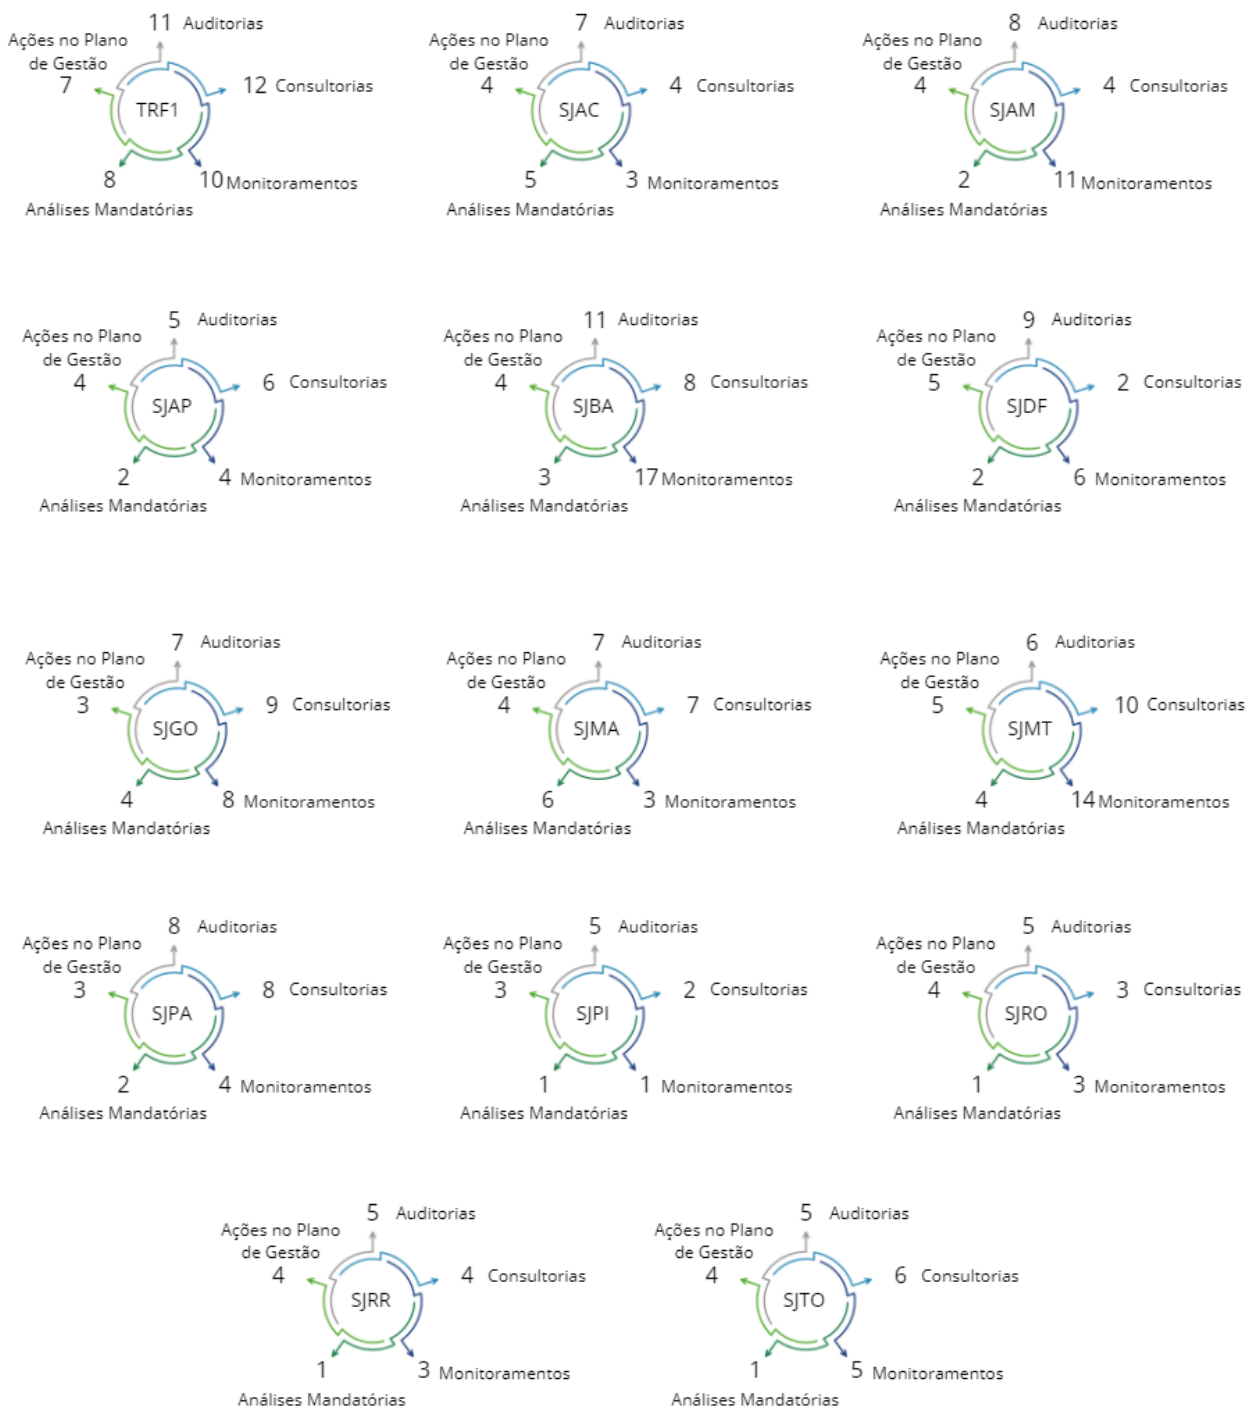 11 Auditorias
Ações no Plano
de Gestão
7
12 Consultorias
TRF1
8
10 Monitoramentos
Análises Mandatórias
7 Auditorias
Ações no Plano
de Gestão
4
4 Consultorias
SJAC
5
3 Monitoramentos
Análises Mandatórias
8 Auditorias
Ações no Plano
de Gestão
4
4 Consultorias
SJAM
2
11 Monitoramentos
Análises Mandatórias
5 Auditorias
Ações no Plano
de Gestão
4
6 Consultorias
SJAP
2
4 Monitoramentos
Análises Mandatórias
11 Auditorias
Ações no Plano
de Gestão
4
8 Consultorias
SJBA
3
17 Monitoramentos
Análises Mandatórias
9 Auditorias
Ações no Plano
de Gestão
5
2 Consultorias
SJDF
2
6 Monitoramentos
Análises Mandatórias
7 Auditorias
Ações no Plano
de Gestão
3
9 Consultorias
SJGO
4
8 Monitoramentos
Análises Mandatórias
7 Auditorias
Ações no Plano
de Gestão
4
7 Consultorias
SJMA
6
3 Monitoramentos
Análises Mandatórias
6 Auditorias
Ações no Plano
de Gestão
5
10 Consultorias
SJMT
4
14 Monitoramentos
Análises Mandatórias
8 Auditorias
Ações no Plano
de Gestão
3
8 Consultorias
SJPA
2
4 Monitoramentos
Análises Mandatórias
5 Auditorias
Ações no Plano
de Gestão
3
2 Consultorias
SJPI
1
1 Monitoramentos
Análises Mandatórias
5 Auditorias
Ações no Plano
de Gestão
4
3 Consultorias
SJRO
1
3 Monitoramentos
Análises Mandatórias
5 Auditorias
Ações no Plano
de Gestão
4
4 Consultorias
SJRR
1
3 Monitoramentos
Análises Mandatórias
5 Auditorias
Ações no Plano
de Gestão
4
6 Consultorias
SJTO
1
5 Monitoramentos
Análises Mandatórias